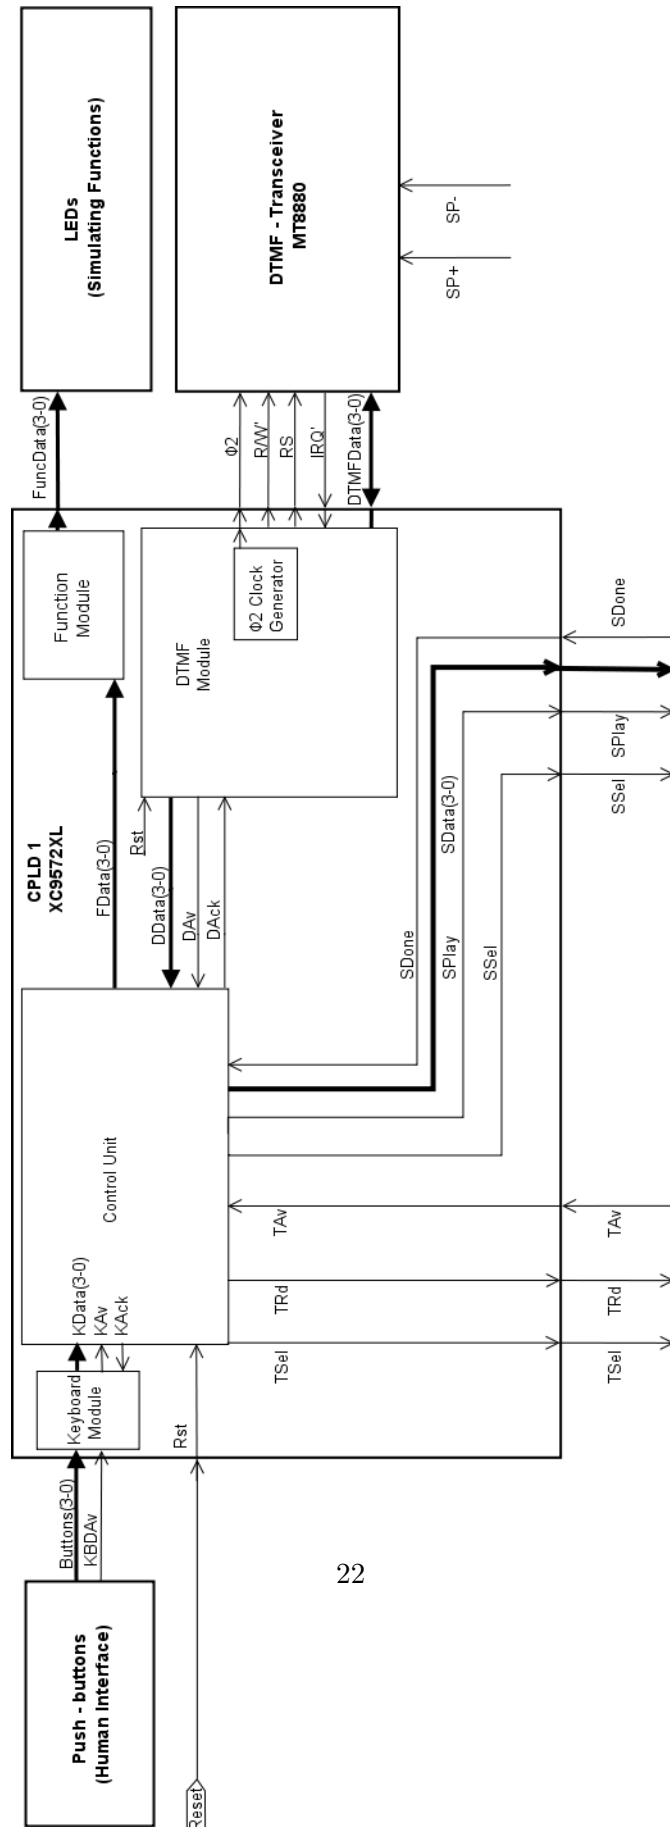 LEDs
(Simulating Functions)
DTMF - Transceiver
MT8880
SP-
SP+
FuncData(3-0)
Φ2
R/W'
RS
IRQ'
DTMFData(3-0)
Function
Module
Φ2 Clock
Generator
DTMF
Module
CPLD 1
XC9572XL
FData(3-0)
Rst
DData(3-0)
DAv
DAck
SDone
SData(3-0)
SPlay
SSel
SDone
SPlay
SSel
Control Unit
KData(3-0)
KAv
KAck
TAv
TRd
TSel
TAv
TRd
TSel
Keyboard
Module
Rst
Buttons(3-0)
KBDAv
Push - buttons
(Human Interface)
Reset
22